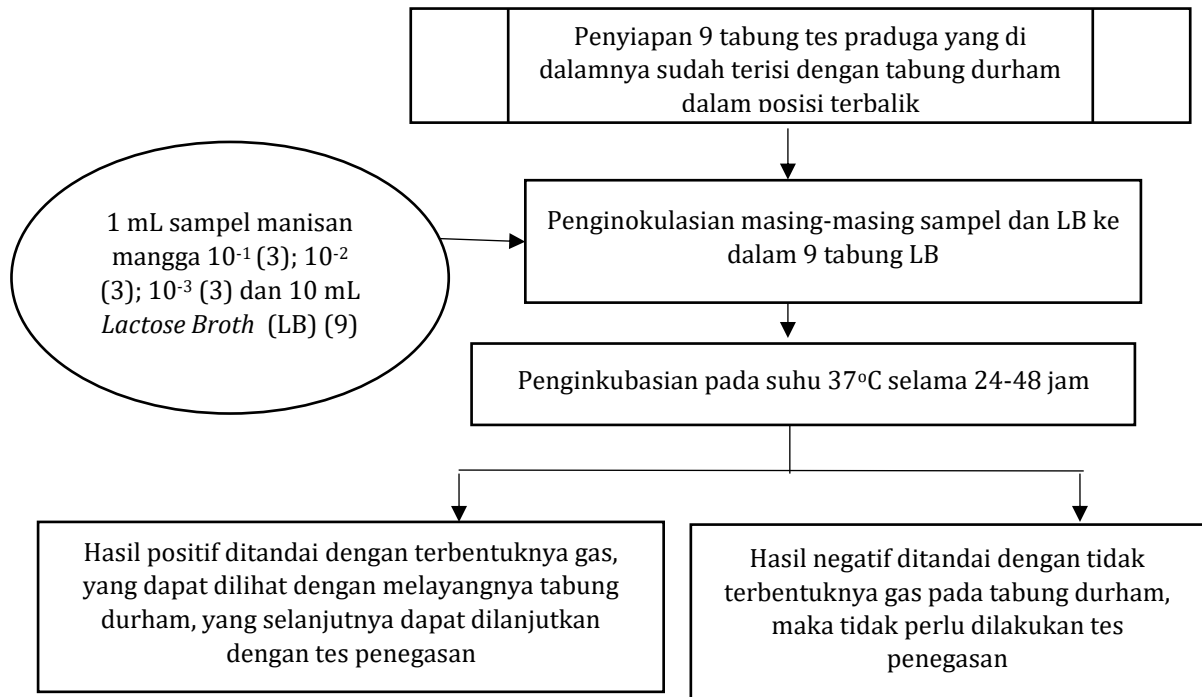 Penyiapan 9 tabung tes praduga yang di
dalamnya sudah terisi dengan tabung durham
dalam posisi terbalik
1 mL sampel manisan
mangga 10⁻¹ (3); 10⁻²
(3); 10⁻³ (3) dan 10 mL
Lactose Broth (LB) (9)
Penginokulasian masing-masing sampel dan LB ke
dalam 9 tabung LB
Penginkubasian pada suhu 37ᵒC selama 24-48 jam
Hasil positif ditandai dengan terbentuknya gas,
yang dapat dilihat dengan melayangnya tabung
durham, yang selanjutnya dapat dilanjutkan
dengan tes penegasan
Hasil negatif ditandai dengan tidak
terbentuknya gas pada tabung durham,
maka tidak perlu dilakukan tes
penegasan